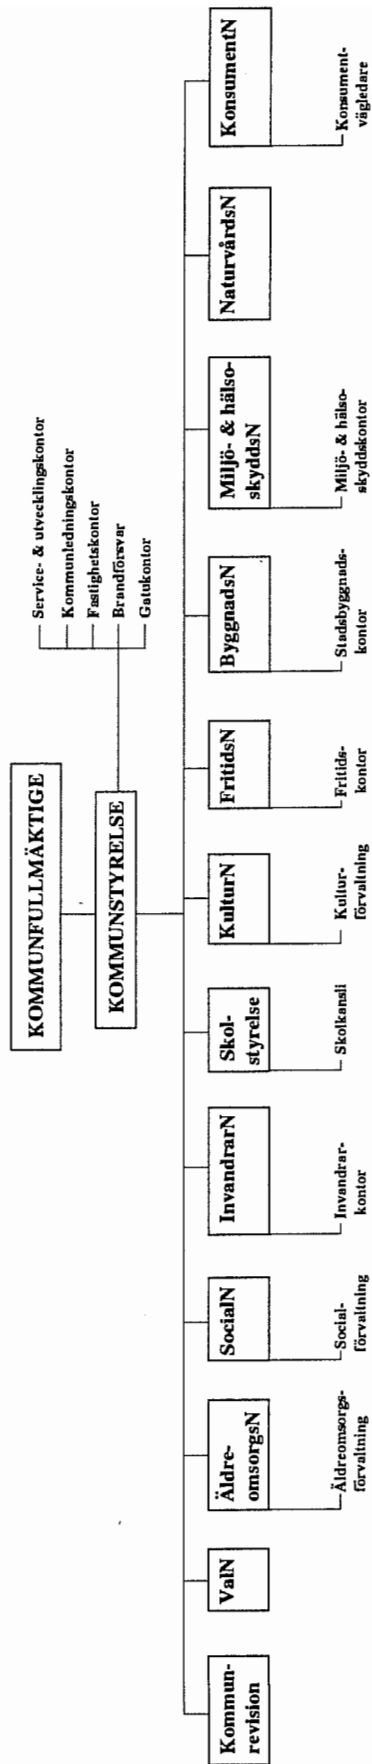 KOMMUNFULLMÄKTIGE
KOMMUNSTYRELSE
Service- & utvecklingskontor
Kommunledningskontor
Fastighetskontor
Brandförsvar
Gatukontor
Kommun-
revision
ValN
Äldre-
omsorgsN
Äldreomsorgs-
förvaltning
SocialN
Social-
förvaltning
InvandrarN
Invandrar-
kontor
Skol-
styrelse
Skolkansli
KulturN
Kultur-
förvaltning
FritidsN
Fritids-
kontor
ByggnadsN
Stadsbyggnads-
kontor
Miljö- & hälso-
skyddsN
Miljö- & hälso-
skyddskontor
NaturvårdsN
KonsumentN
Konsument-
vägledare